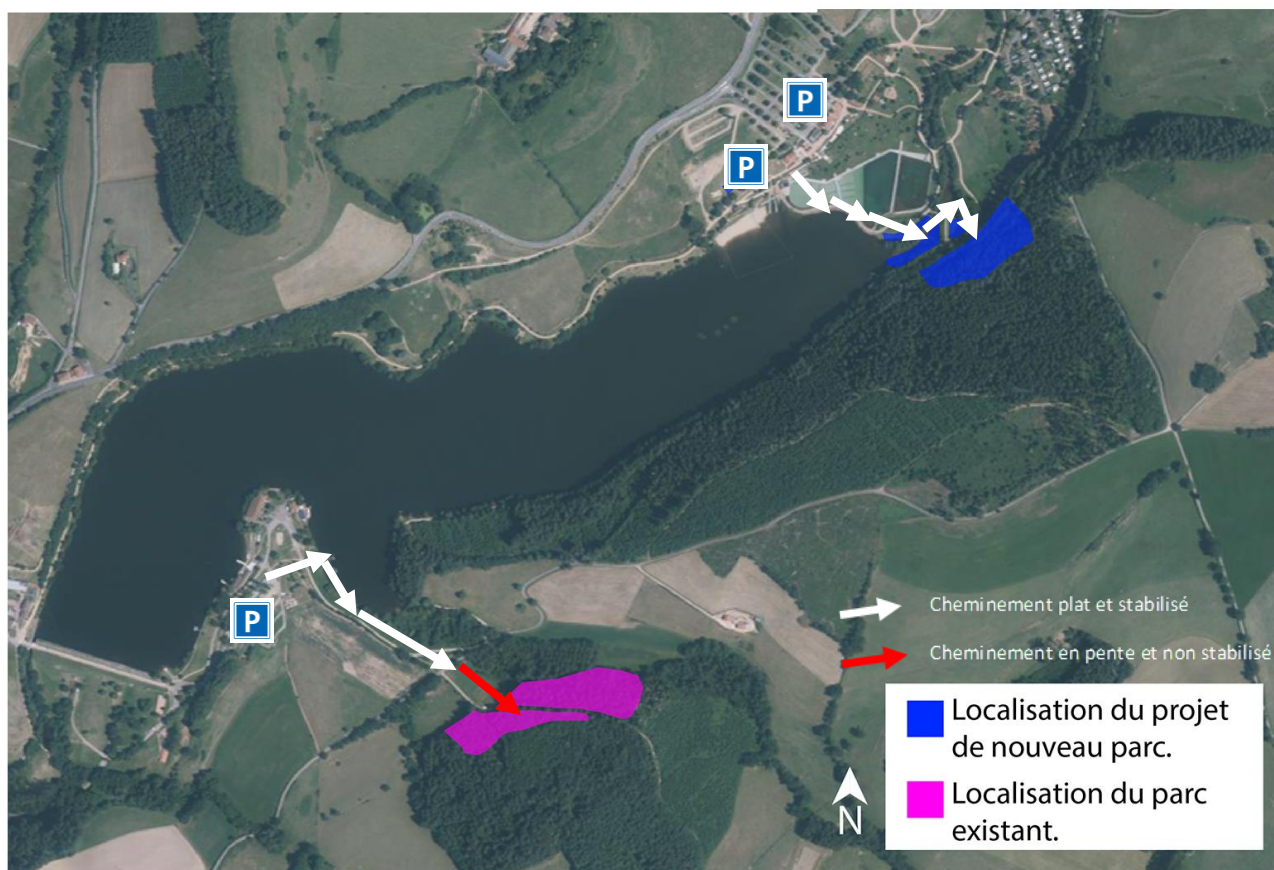 P
P
P
Cheminement plat et stabilisé
Cheminement en pente et non stabilisé
Localisation du projet
de nouveau parc.
Localisation du parc
existant.
N